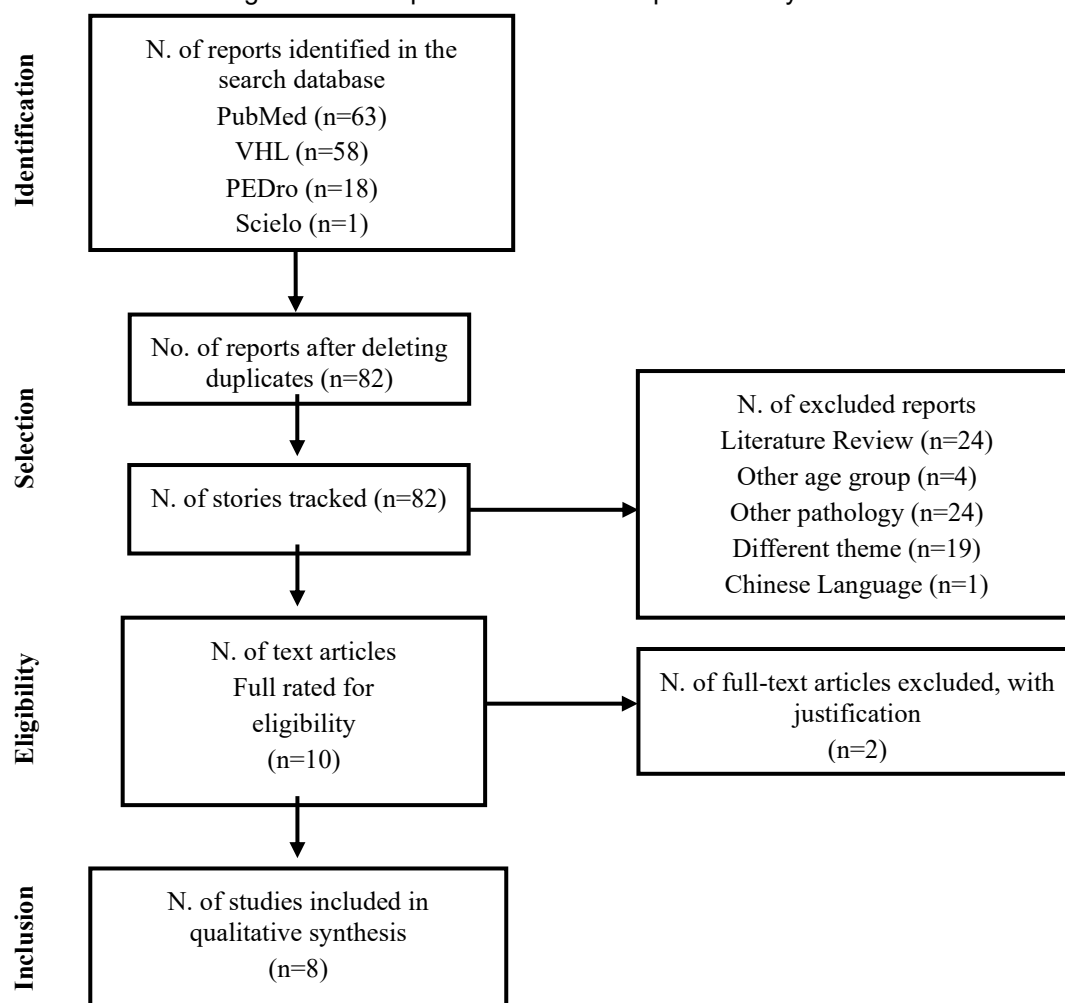 Identification
N. of reports identified in the
search database
PubMed (n=63)
VHL (n=58)
PEDro (n=18)
Scielo (n=1)
Selection
No. of reports after deleting
duplicates (n=82)
N. of stories tracked (n=82)
N. of excluded reports
Literature Review (n=24)
Other age group (n=4)
Other pathology (n=24)
Different theme (n=19)
Chinese Language (n=1)
Eligibility
N. of text articles
Full rated for
eligibility
(n=10)
N. of full-text articles excluded, with
justification
(n=2)
Inclusion
N. of studies included in
qualitative synthesis
(n=8)